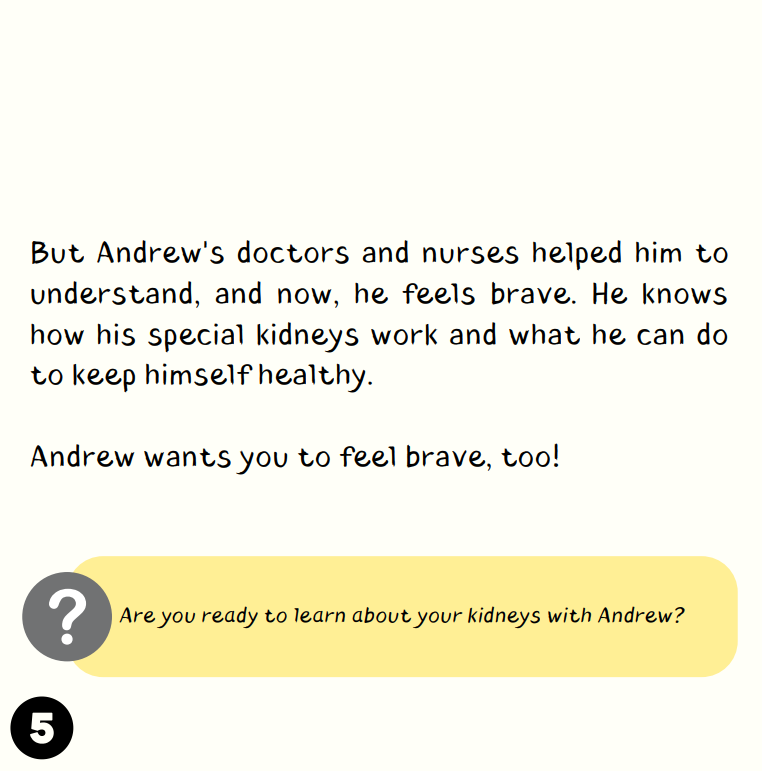 But Andrew's doctors and nurses helped him to
understand, and now, he feels brave. He knows
how his special kidneys work and what he can do
to keep himself healthy.
Andrew wants you to feel brave, too!
?
Are you ready to learn about your kidneys with Andrew?
5